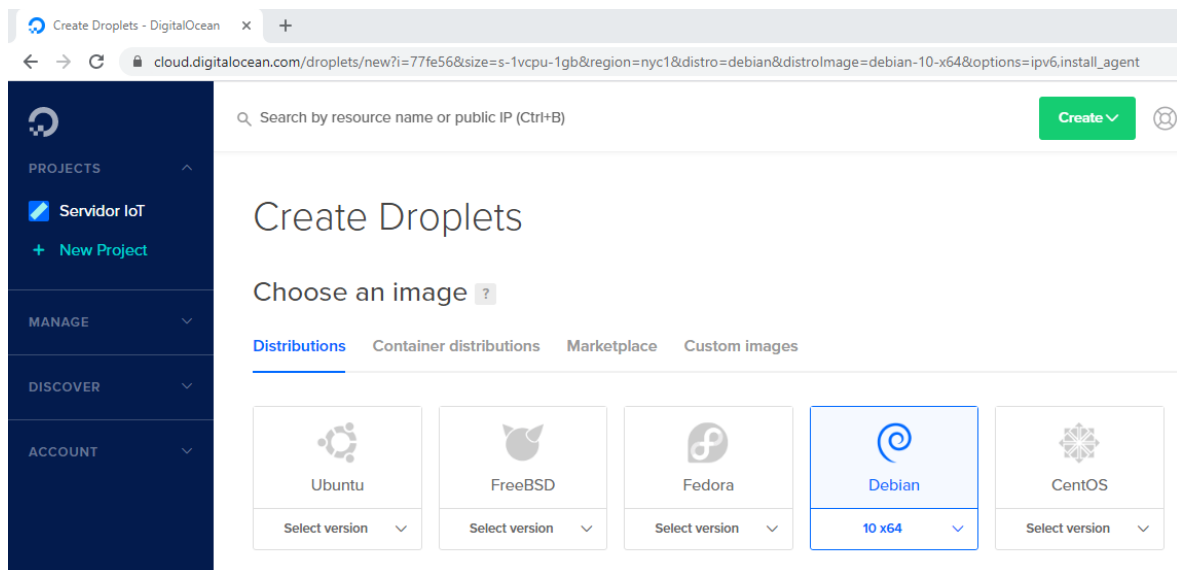 Create Droplets - DigitalOcean
cloud.digitalocean.com/droplets/new?i=77fe56&size=s-1vcpu-1gb&region=nyc1&distro=debian&distroImage=debian-10-x64&options=ipv6,install_agent
Search by resource name or public IP (Ctrl+B)
Create
PROJECTS
Servidor IoT
+ New Project
MANAGE
DISCOVER
ACCOUNT
Create Droplets
Choose an image ?
Distributions Container distributions Marketplace Custom images
Ubuntu FreeBSD Fedora Debian CentOS
Select version Select version Select version 10 x64 Select version